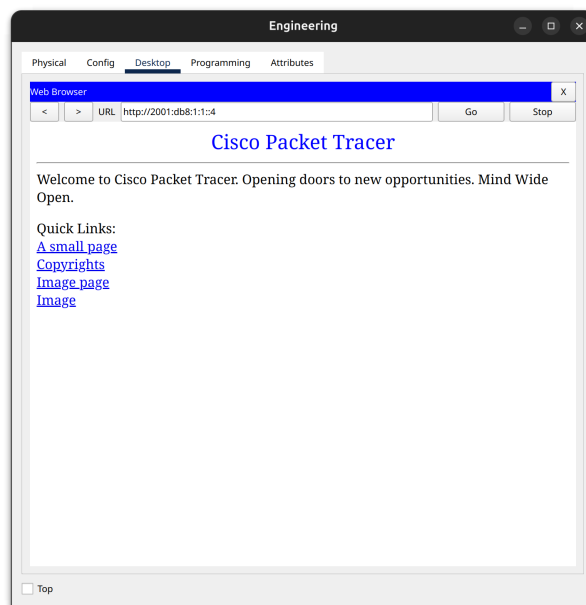 Engineering
Physical Config Desktop Programming Attributes
Web Browser X
< > URL http://2001:db8:1:1::4 Go Stop
Cisco Packet Tracer
Welcome to Cisco Packet Tracer. Opening doors to new opportunities. Mind Wide
Open.
Quick Links:
A small page
Copyrights
Image page
Image
Top